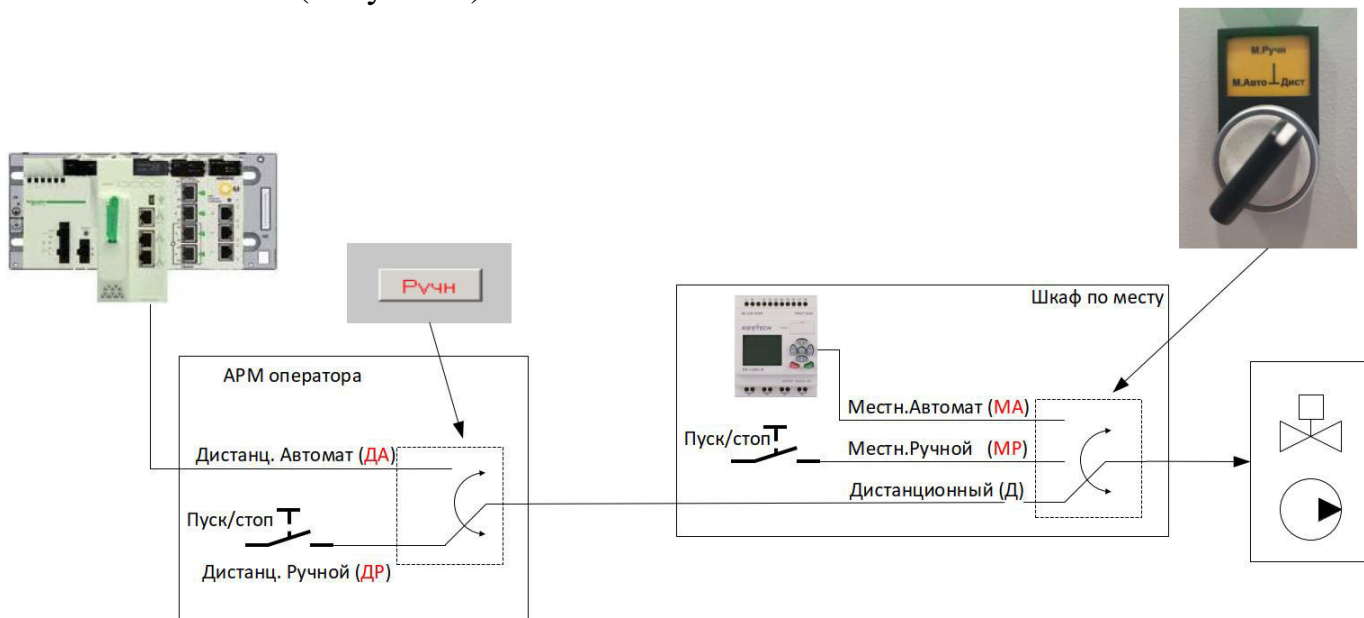 М.Ручн
М.Авто
Дист
Ручн
Шкаф по месту
АРМ оператора
Местн.Автомат (МА)
Пуск/стоп
Местн.Ручной (МР)
Дистанц. Автомат (ДА)
Дистанционный (Д)
Пуск/стоп
Дистанц. Ручной (ДР)